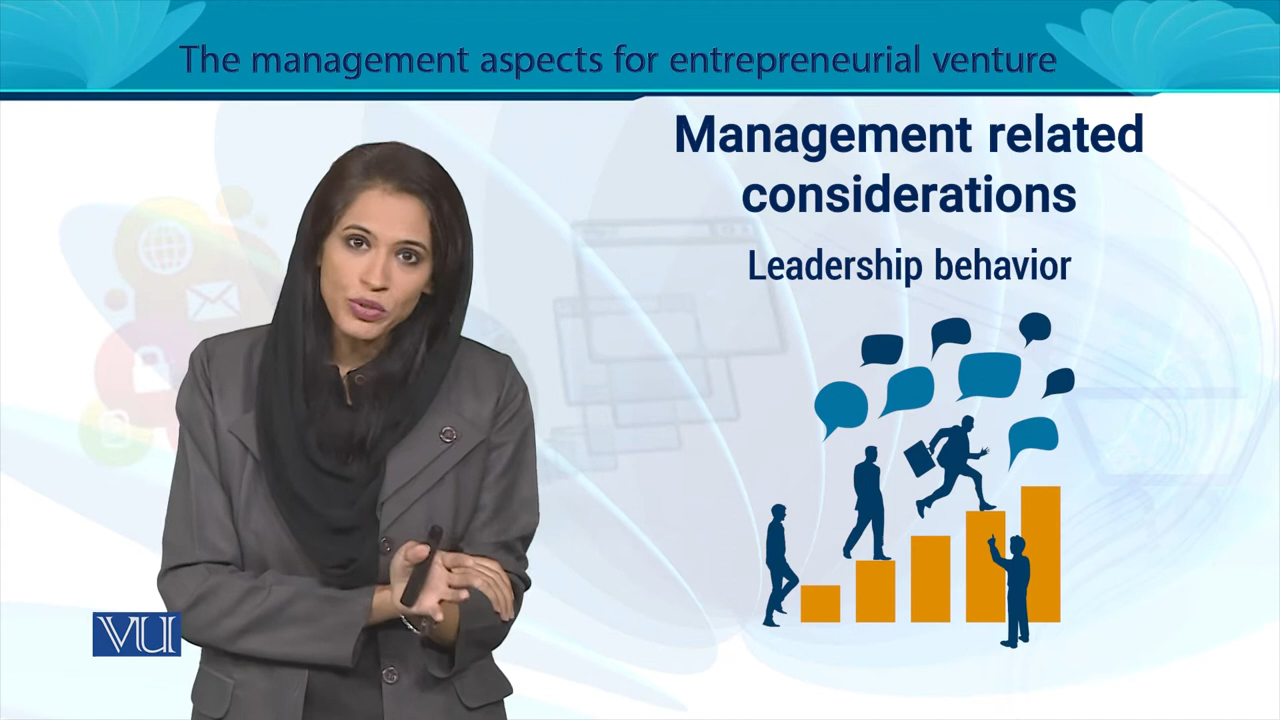 The management aspects for entrepreneurial venture
Management related
considerations
Leadership behavior
VU